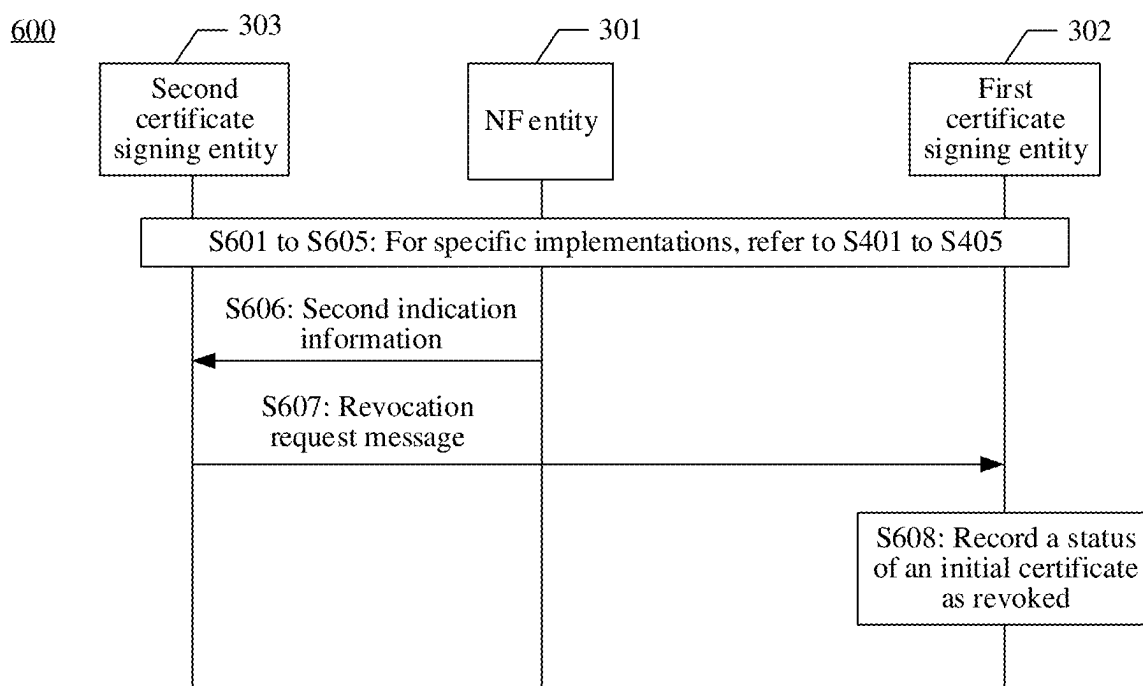 600
303
301
302
Second
certificate
signing entity
NF entity
First
certificate
signing entity
S601 to S605: For specific implementations, refer to S401 to S405
S606: Second indication
information
S607: Revocation
request message
S608: Record a status
of an initial certificate
as revoked